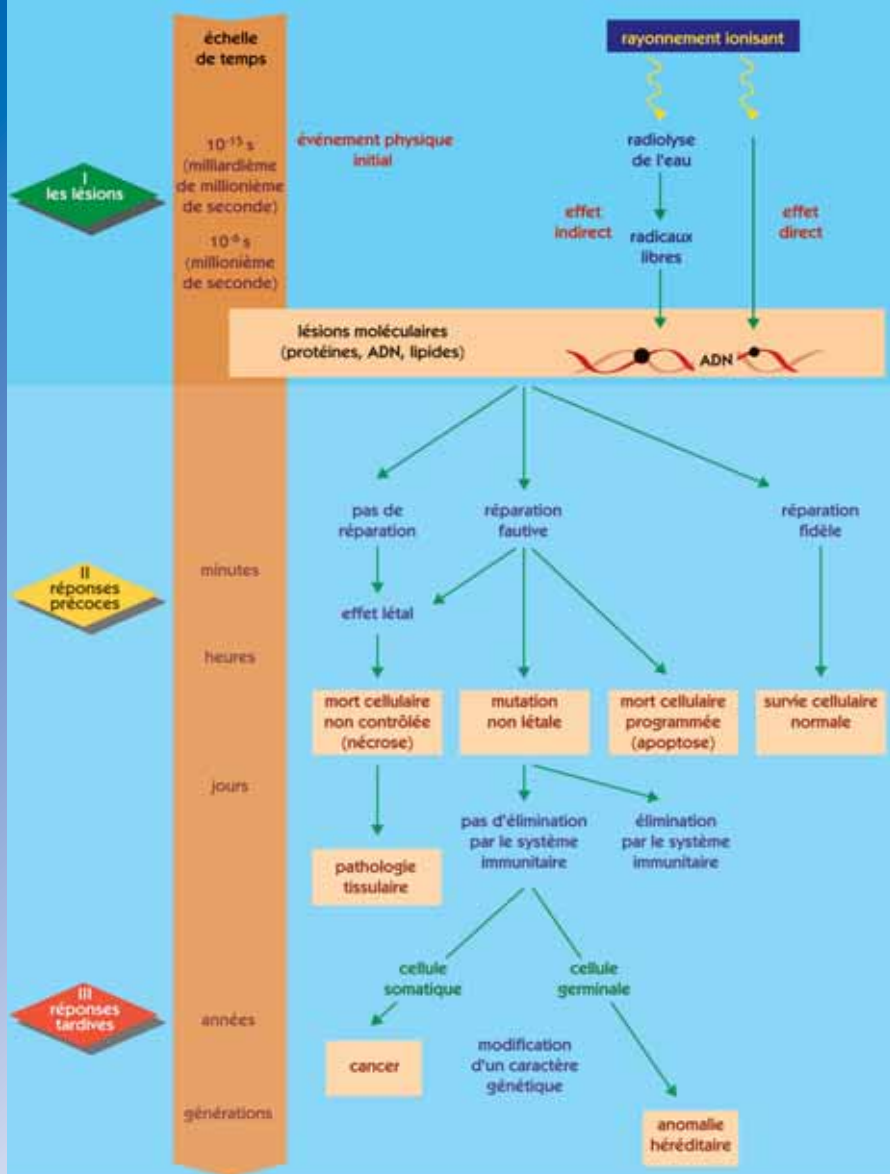 échelle
de temps
rayonnement ionisant
I
les lésions
10⁻¹⁵ s
(milliardième
de millionième
de seconde)
événement physique
initial
radiolyse
de l'eau
effet
indirect
effet
direct
radicaux
libres
10⁻⁶ s
(millionième
de seconde)
lésions moléculaires
(protéines, ADN, lipides)
ADN
pas de
réparation
réparation
fautive
réparation
fidèle
II
réponses
précoces
minutes
effet létal
heures
mort cellulaire
non contrôlée
(nécrose)
mutation
non létale
mort cellulaire
programmée
(apoptose)
survie cellulaire
normale
jours
pas d'élimination
par le système
immunitaire
élimination
par le système
immunitaire
pathologie
tissulaire
cellule
somatique
cellule
germinale
III
réponses
tardives
années
cancer
modification
d'un caractère
génétique
générations
anomalie
héréditaire